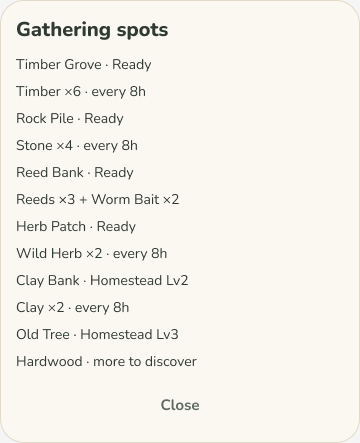 Gathering spots
Timber Grove · Ready
Timber ×6 · every 8h
Rock Pile · Ready
Stone ×4 · every 8h
Reed Bank · Ready
Reeds ×3 + Worm Bait ×2
Herb Patch · Ready
Wild Herb ×2 · every 8h
Clay Bank · Homestead Lv2
Clay ×2 · every 8h
Old Tree · Homestead Lv3
Hardwood · more to discover
Close